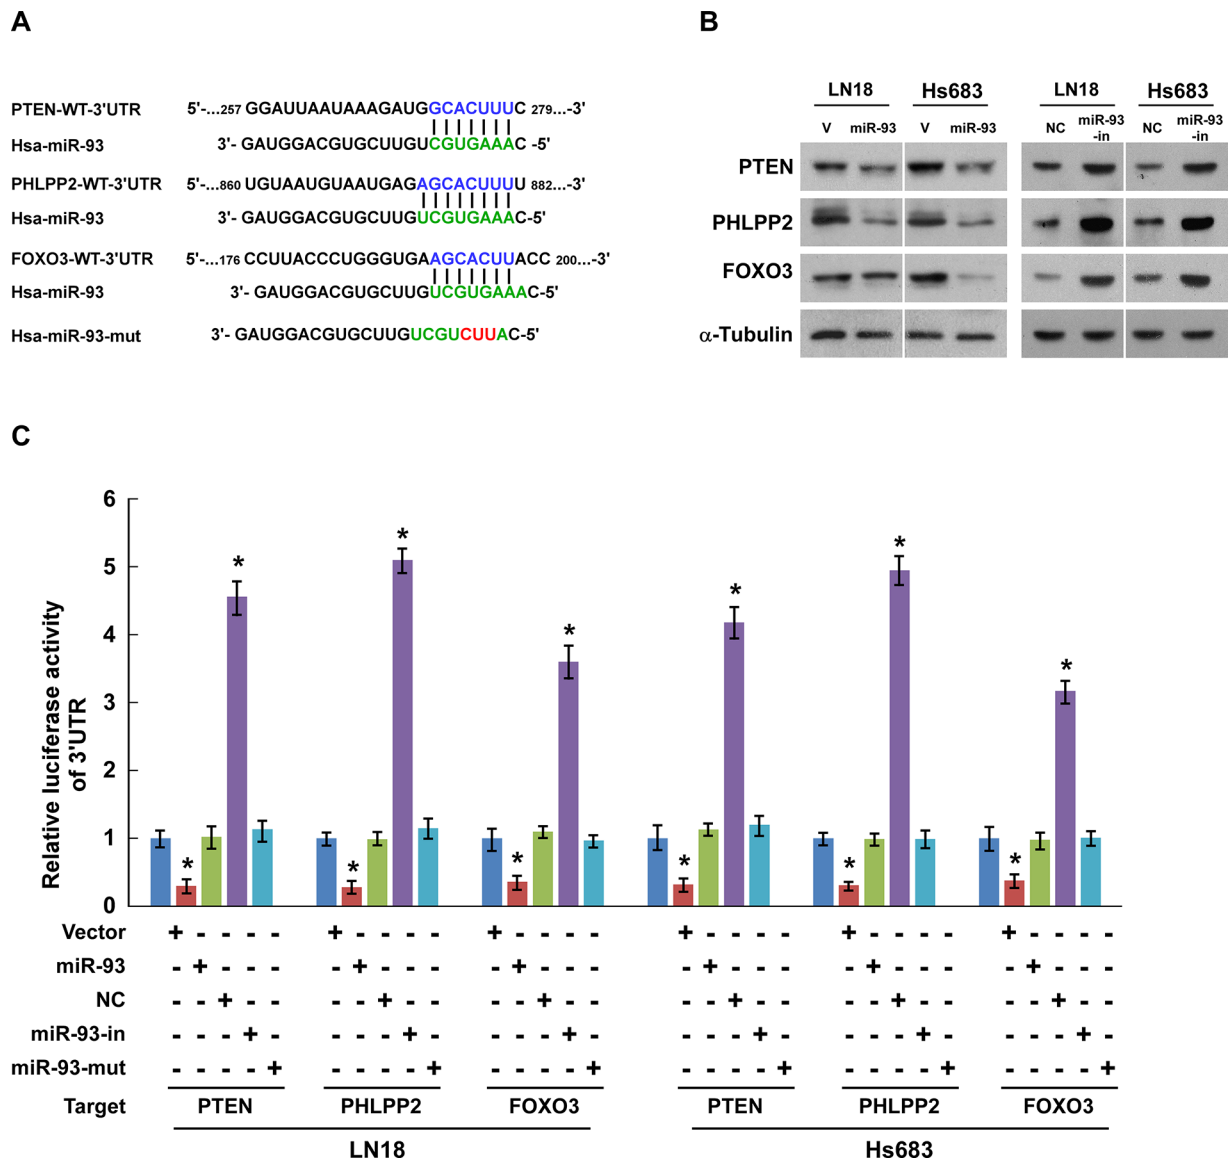 A
PTEN-WT-3'UTR 5'-...257 GGAUUAAUAAAGAUGGCACUUUC 279...-3'
Hsa-miR-93 3'- GAUGGACGUGCUUGUCGUGAAAC -5'
PHLPP2-WT-3'UTR 5'-...860 UGUAAUGUAAUGAGAGCACUUUU 882...-3'
Hsa-miR-93 3'- GAUGGACGUGCUUGUCGUGAAAC-5'
FOXO3-WT-3'UTR 5'-...176 CCUUACCCUGGGUGAAGCACUUACC 200...-3'
Hsa-miR-93 3'- GAUGGACGUGCUUGUCGUGAAAC-5'
Hsa-miR-93-mut 3'- GAUGGACGUGCUUGUCGUCUUAC-5'
B
LN18 Hs683 LN18 Hs683
V miR-93 V miR-93 NC miR-93-in NC miR-93-in
PTEN
PHLPP2
FOXO3
α-Tubulin
C
Relative luciferase activity
of 3'UTR
6
5
4
3
2
1
0
* * * * * *
* * * * * *
Vector + - - - - + - - - - + - - - - + - - - - + - - - - + - - - -
miR-93 - + - - - - + - - - - + - - - - + - - - - + - - - - + - - -
NC - - + - - - - + - - - - + - - - - + - - - - + - - - - + - -
miR-93-in - - - + - - - - + - - - - + - - - - + - - - - + - - - - + -
miR-93-mut - - - - + - - - - + - - - - + - - - - + - - - - + - - - - +
Target PTEN PHLPP2 FOXO3 PTEN PHLPP2 FOXO3
LN18 Hs683